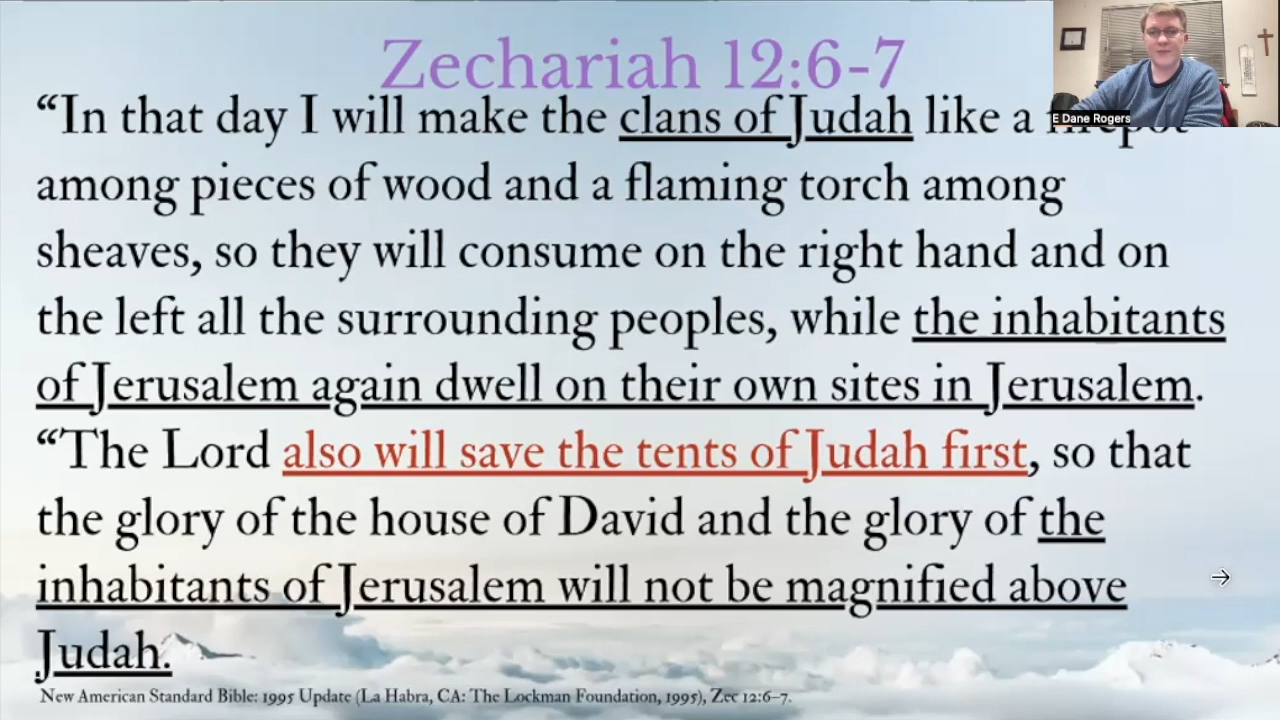 Zechariah 12:6-7
“In that day I will make the clans of Judah like a
among pieces of wood and a flaming torch among
sheaves, so they will consume on the right hand and on
the left all the surrounding peoples, while the inhabitants
of Jerusalem again dwell on their own sites in Jerusalem.
“The Lord also will save the tents of Judah first, so that
the glory of the house of David and the glory of the
inhabitants of Jerusalem will not be magnified above
Judah.
New American Standard Bible: 1995 Update (La Habra, CA: The Lockman Foundation, 1995), Zec 12:6–7.
E Dane Rogers